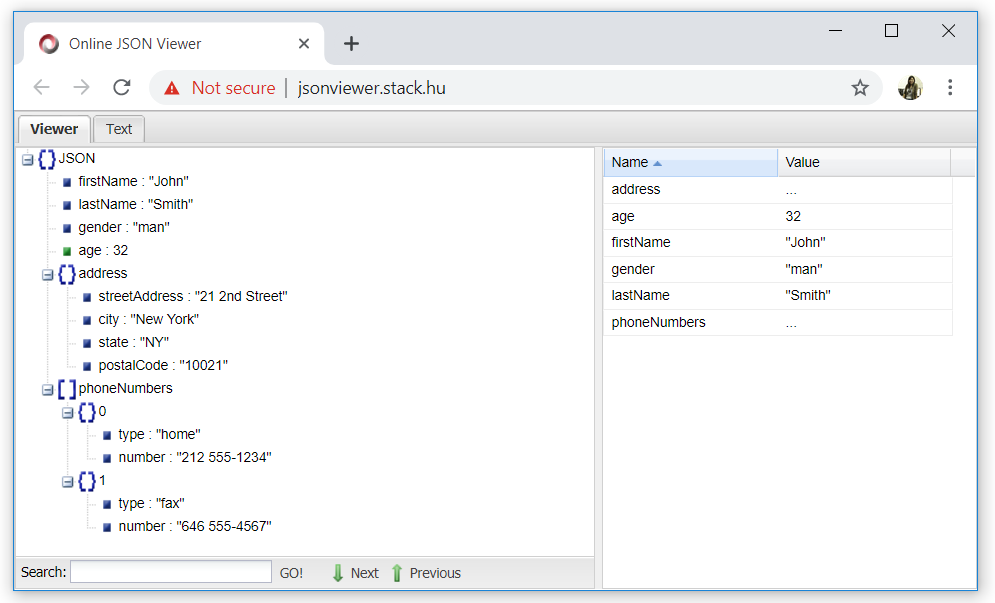 Online JSON Viewer
Not secure | jsonviewer.stack.hu
Viewer Text
JSON
firstName : "John"
lastName : "Smith"
gender : "man"
age : 32
address
streetAddress : "21 2nd Street"
city : "New York"
state : "NY"
postalCode : "10021"
phoneNumbers
0
type : "home"
number : "212 555-1234"
1
type : "fax"
number : "646 555-4567"
Search: GO! Next Previous
Name Value
address ...
age 32
firstName "John"
gender "man"
lastName "Smith"
phoneNumbers ...